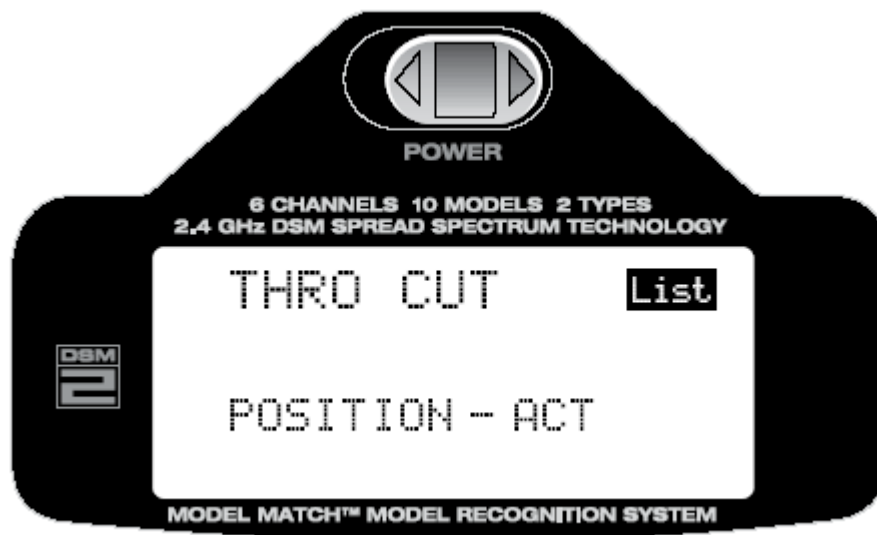 POWER
6 CHANNELS 10 MODELS 2 TYPES
2.4 GHz DSM SPREAD SPECTRUM TECHNOLOGY
THRO CUT List
DSM
2
POSITION - ACT
MODEL MATCH™ MODEL RECOGNITION SYSTEM